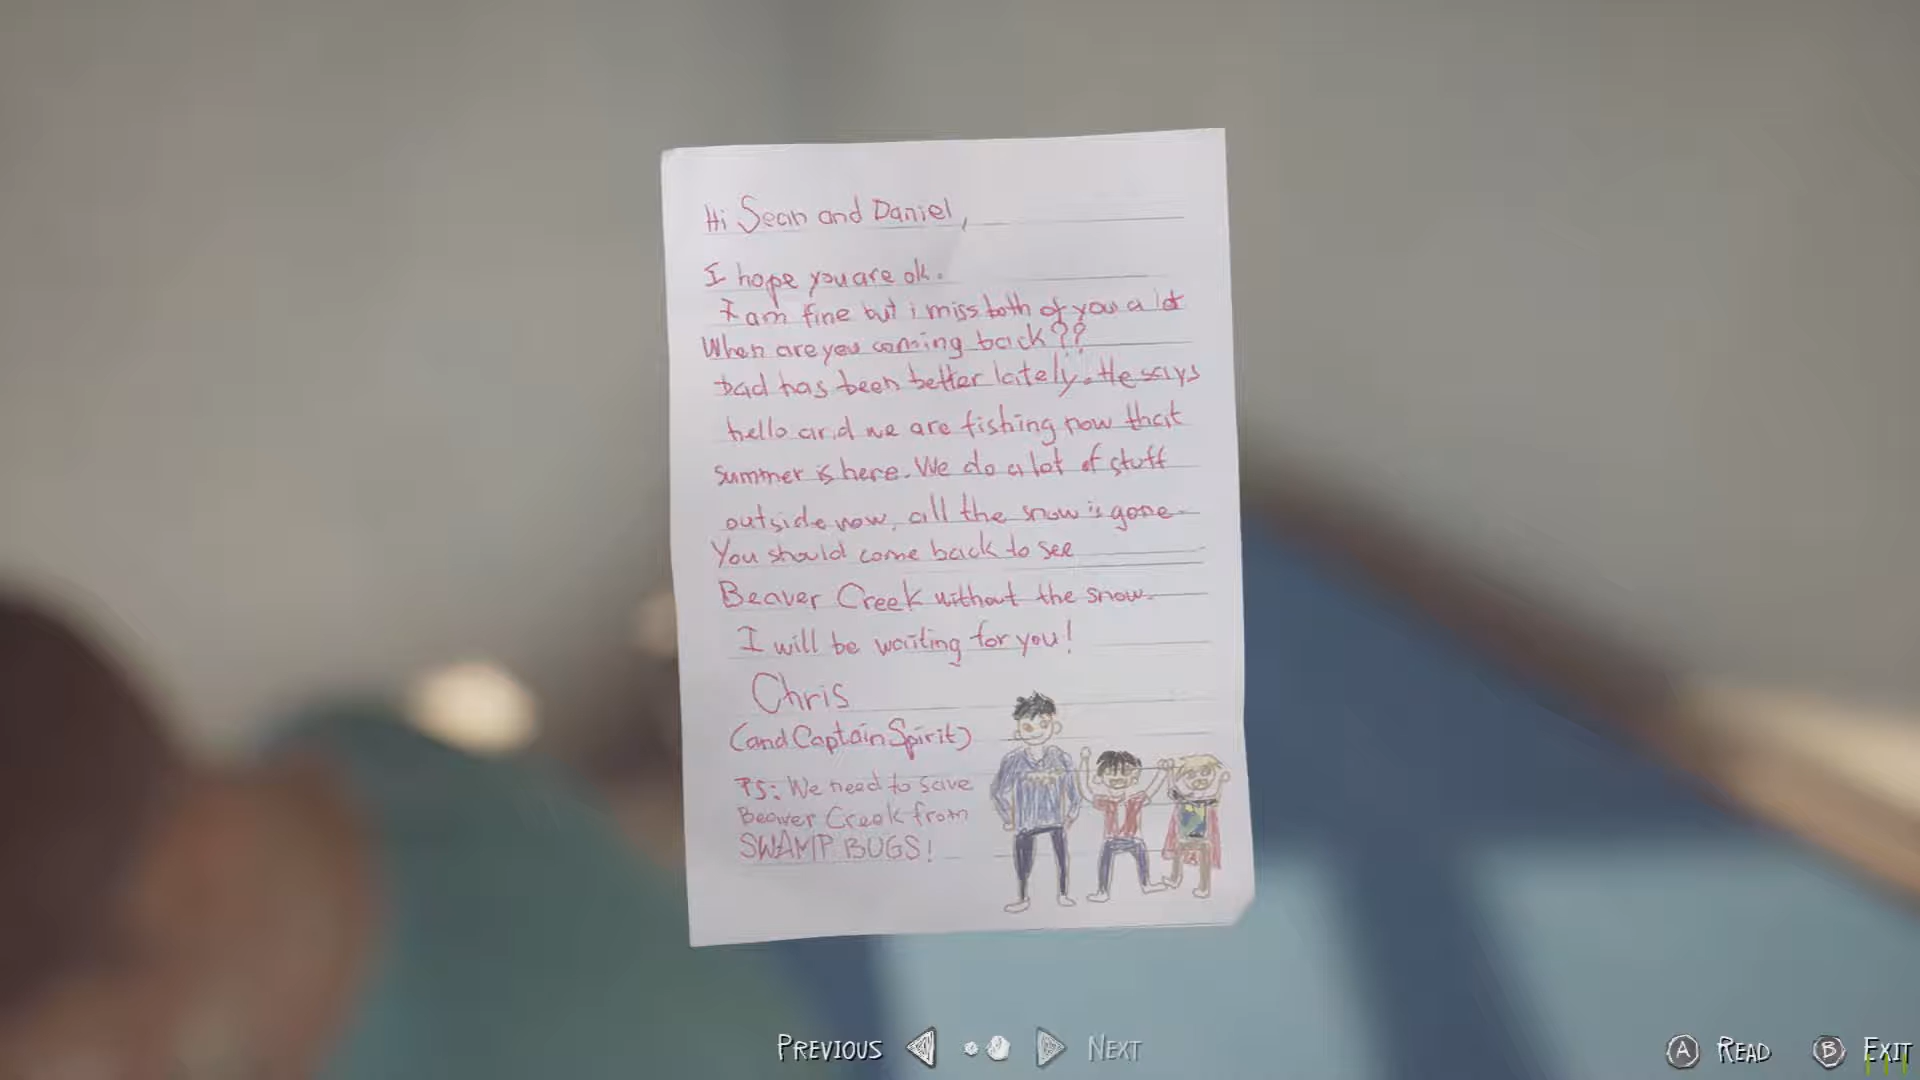 Hi Sean and Daniel,
I hope you are ok.
I am fine but i miss both of you a lot
When are you coming back??
Dad has been better lately. He says
hello and we are fishing now that
summer is here. We do a lot of stuff
outside now, all the snow is gone.
You should come back to see
Beaver Creek without the snow.
I will be waiting for you!
Chris
(and Captain Spirit)
PS: We need to save
Beaver Creek from
SWAMP BUGS!
PREVIOUS NEXT
A READ B EXIT